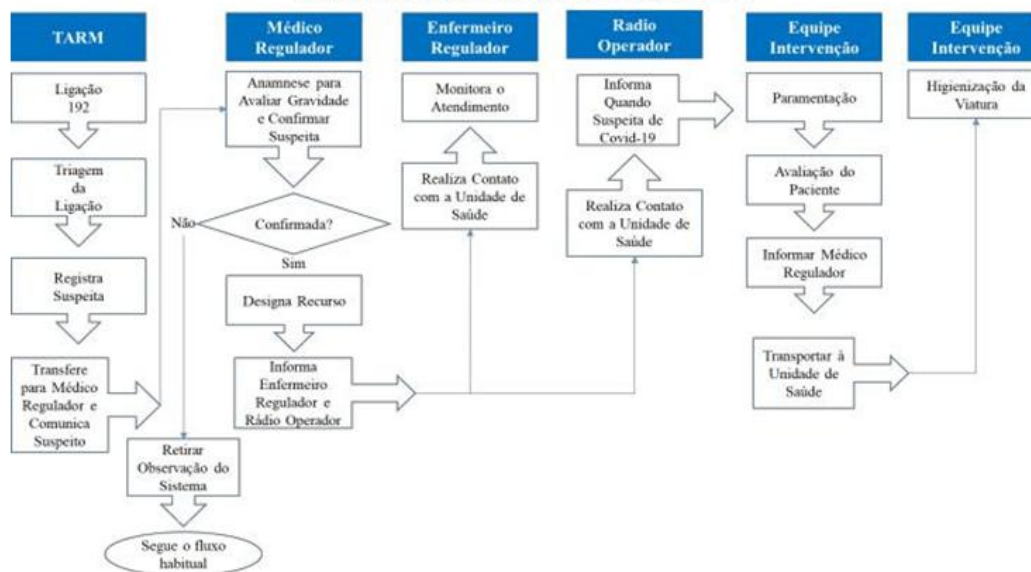 TARM
Ligação
192
Triagem
da
Ligação
Registra
Suspeita
Transfere
para Médico
Regulador e
Comunica
Suspeito
Médico
Regulador
Anamnese para
Avaliar Gravidade
e Confirmar
Suspeita
Confirmada?
Não
Sim
Retirar
Observação do
Sistema
Segue o fluxo
habitual
Designa Recurso
Informa
Enfermeiro
Regulador e
Rádio Operador
Enfermeiro
Regulador
Monitora o
Atendimento
Realiza Contato
com a Unidade de
Saúde
Radio
Operador
Informa
Quando
Suspeita de
Covid-19
Realiza Contato
com a Unidade de
Saúde
Equipe
Intervenção
Paramentação
Avaliação do
Paciente
Informar Médico
Regulador
Transportar à
Unidade de
Saúde
Equipe
Intervenção
Higienização da
Viatura